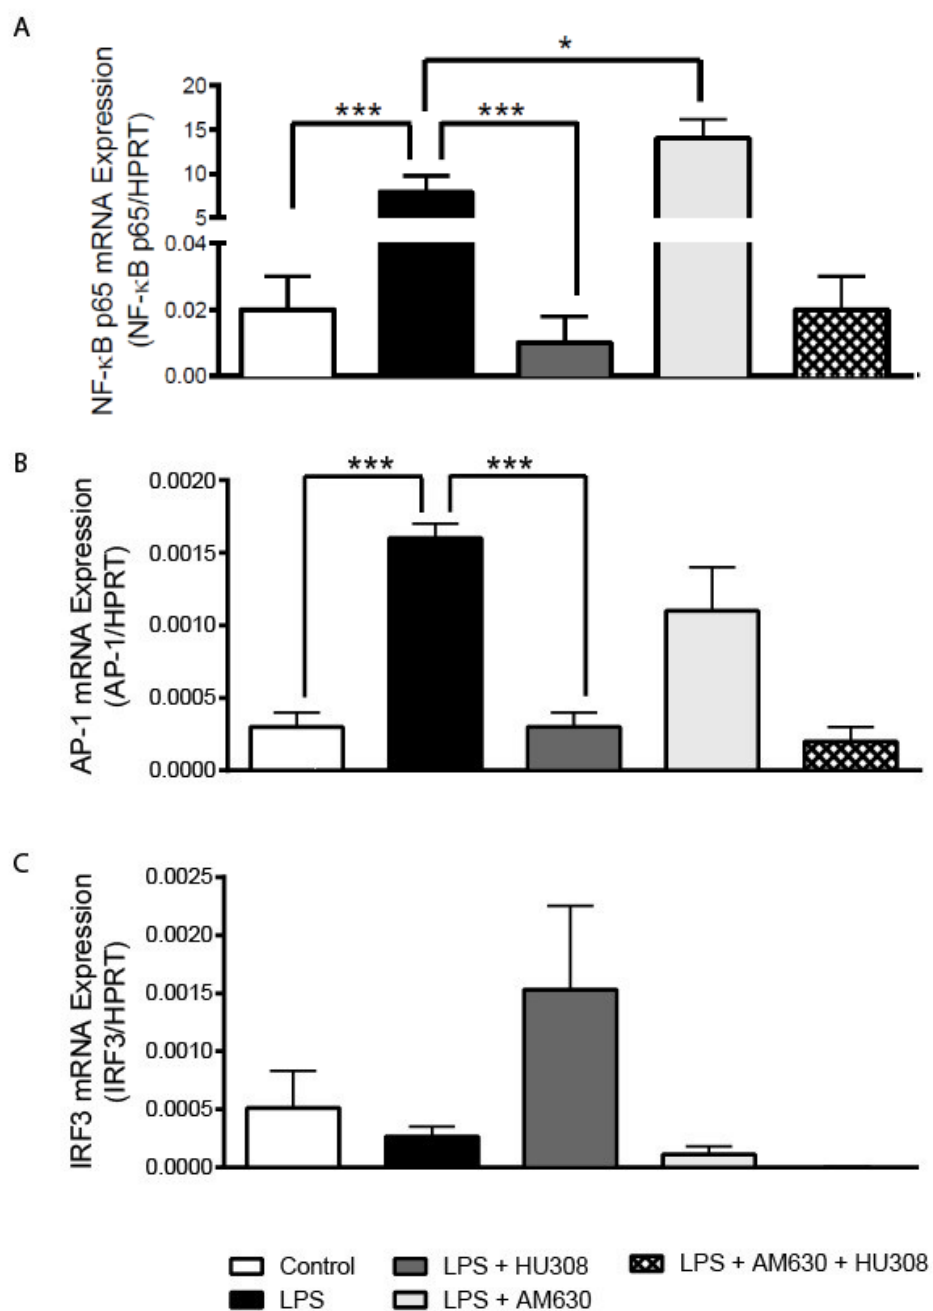 A
NF-κB p65 mRNA Expression
(NF-κB p65/HPRT)
20
15
10
5
0.04
0.02
0.00
***
***
*
B
AP-1 mRNA Expression
(AP-1/HPRT)
0.0020
0.0015
0.0010
0.0005
0.0000
***
***
C
IRF3 mRNA Expression
(IRF3/HPRT)
0.0025
0.0020
0.0015
0.0010
0.0005
0.0000
Control
LPS
LPS + HU308
LPS + AM630
LPS + AM630 + HU308